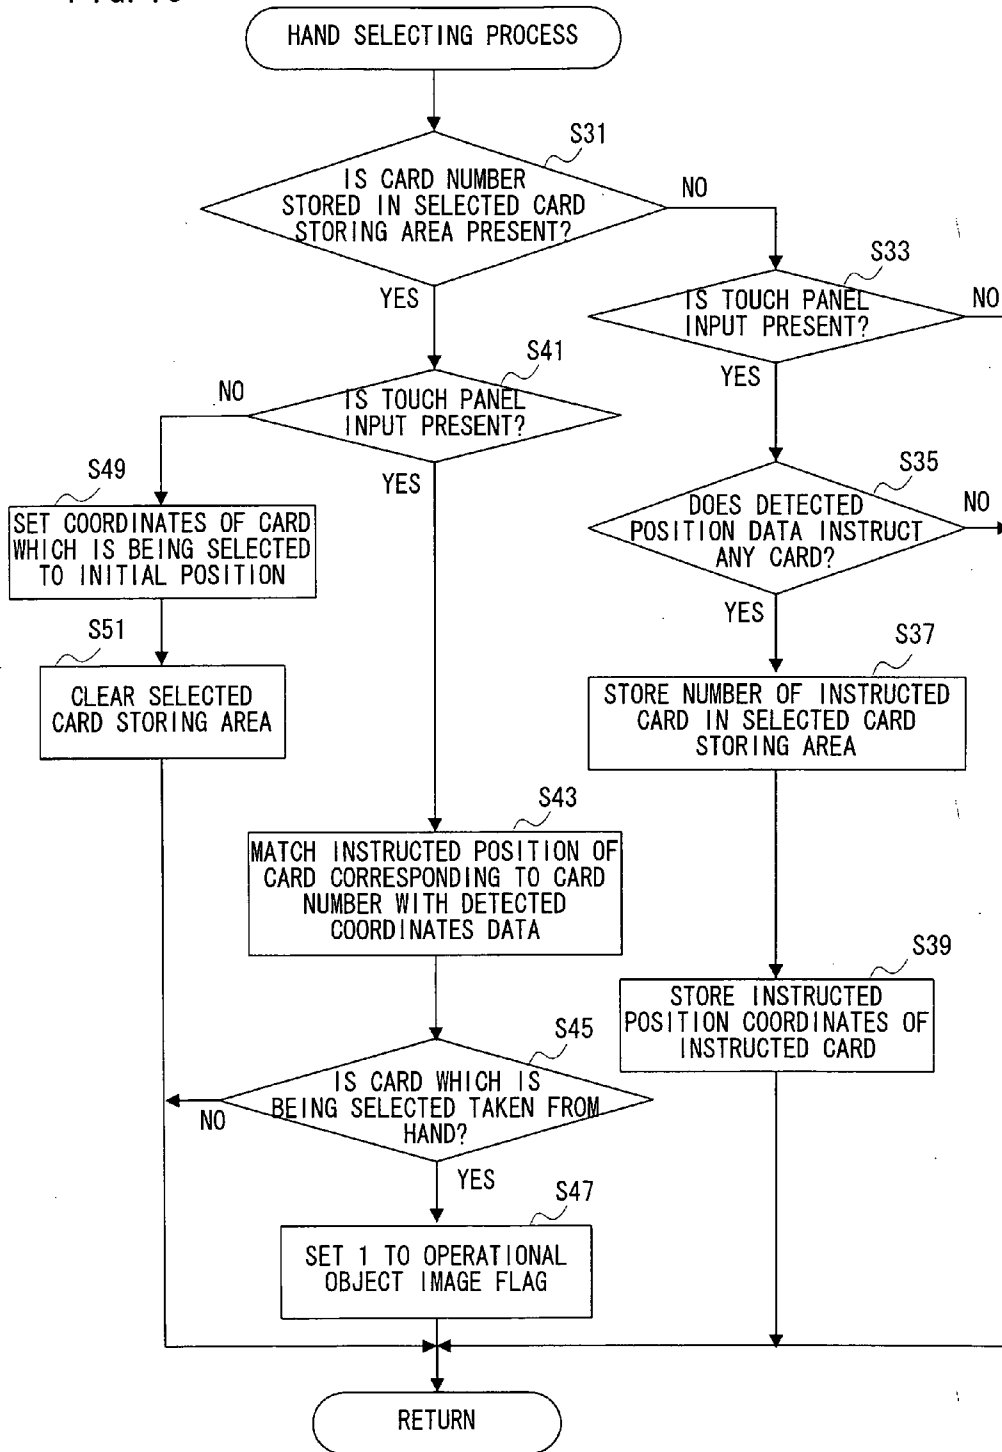 HAND SELECTING PROCESS
S31
IS CARD NUMBER
STORED IN SELECTED CARD
STORING AREA PRESENT?
NO
YES
S33
IS TOUCH PANEL
INPUT PRESENT?
NO
YES
S41
IS TOUCH PANEL
INPUT PRESENT?
NO
YES
S35
DOES DETECTED
POSITION DATA INSTRUCT
ANY CARD?
NO
YES
S49
SET COORDINATES OF CARD
WHICH IS BEING SELECTED
TO INITIAL POSITION
S51
CLEAR SELECTED
CARD STORING AREA
S37
STORE NUMBER OF INSTRUCTED
CARD IN SELECTED CARD
STORING AREA
S43
MATCH INSTRUCTED POSITION OF
CARD CORRESPONDING TO CARD
NUMBER WITH DETECTED
COORDINATES DATA
S39
STORE INSTRUCTED
POSITION COORDINATES OF
INSTRUCTED CARD
S45
IS CARD WHICH IS
BEING SELECTED TAKEN FROM
HAND?
NO
YES
S47
SET 1 TO OPERATIONAL
OBJECT IMAGE FLAG
RETURN